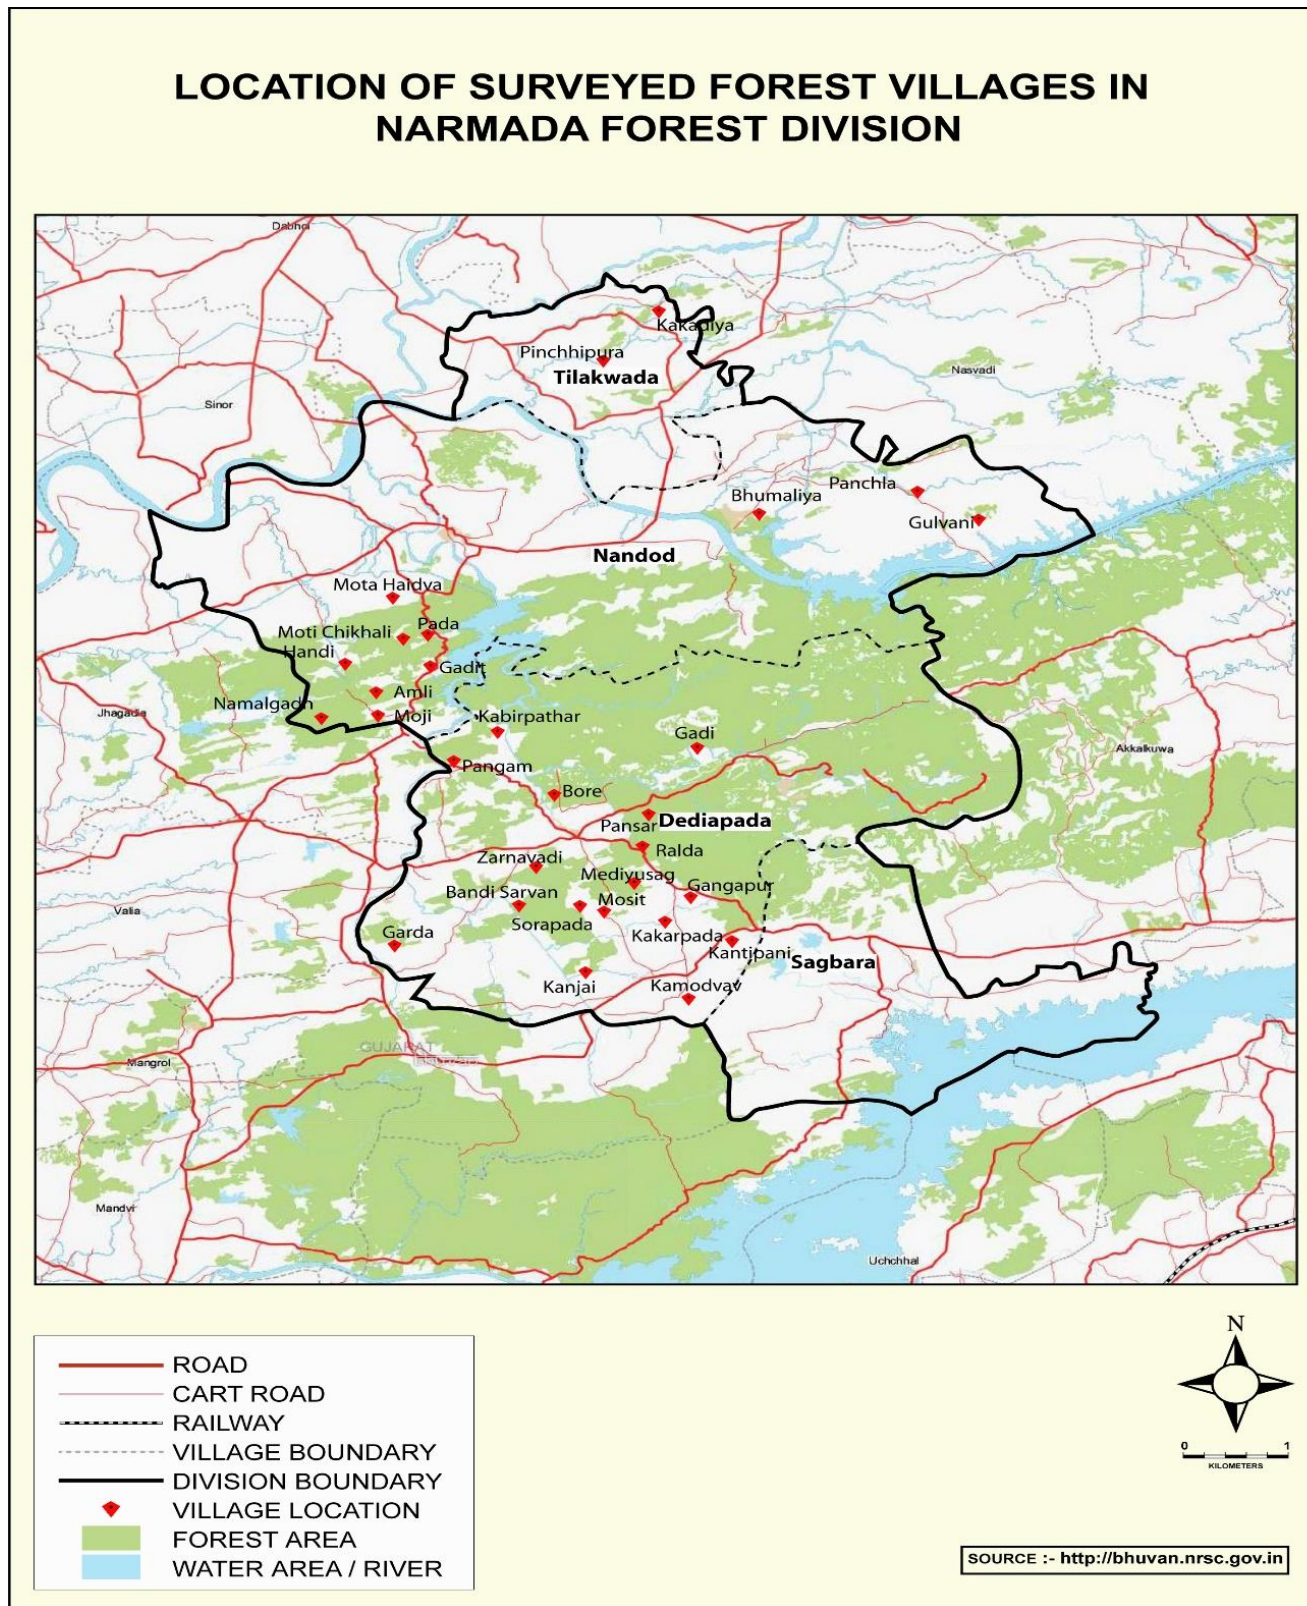 LOCATION OF SURVEYED FOREST VILLAGES IN
NARMADA FOREST DIVISION
Dabhoi
Kakadiya
Pinchhipura
Tilakwada
Nasvadi
Sinor
Panchla
Bhumaliya
Gulvani
Nandod
Mota Haidva
Pada
Moti Chikhali
Handi
Gadit
Amli
Namalgadh
Moji
Jhagadia
Kabirpathar
Gadi
Akkalkuwa
Pangam
Bore
Pansar
Dediapada
Ralda
Zarnavadi
Mediyusag
Gangapur
Bandi Sarvan
Mosit
Valia
Sorapada
Garda
Kakarpada
Kantipani
Sagbara
Kanjai
Kamodvav
GUJARAT
Mangrol
Mandvi
Uchchhal
ROAD
CART ROAD
RAILWAY
VILLAGE BOUNDARY
DIVISION BOUNDARY
VILLAGE LOCATION
FOREST AREA
WATER AREA / RIVER
N
0 1
KILOMETERS
SOURCE :- http://bhuvan.nrsc.gov.in